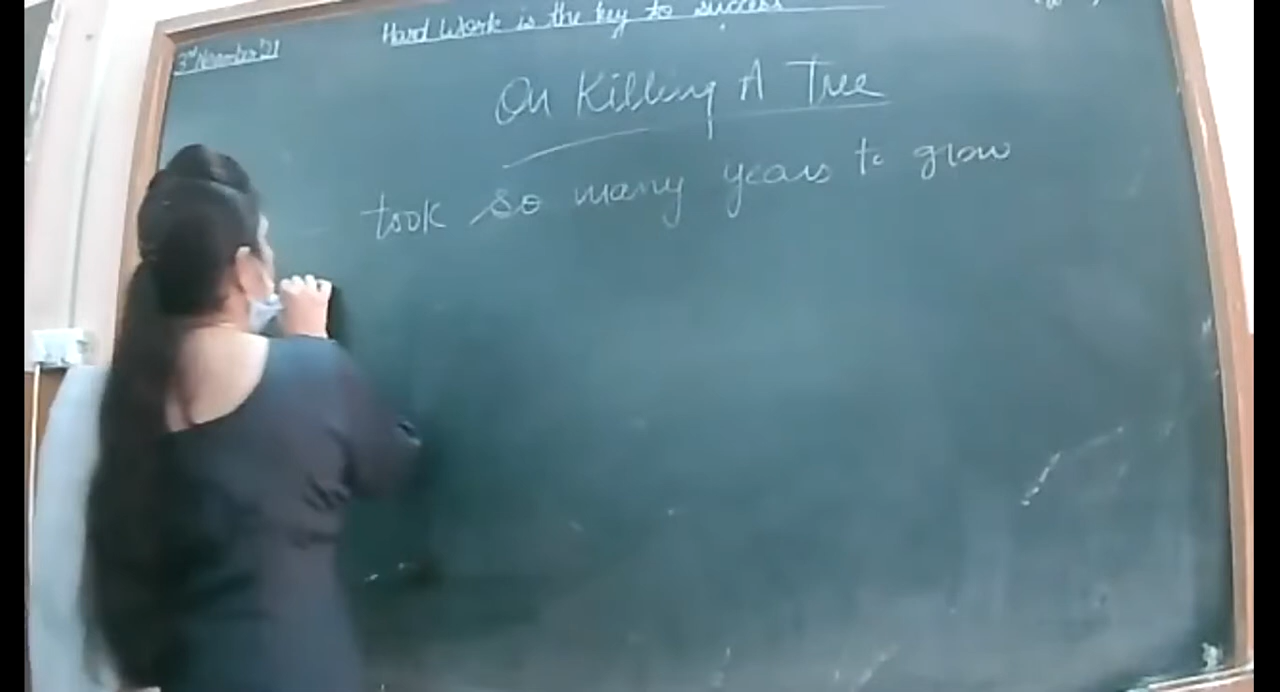 Hard Work is the key to success
3rd November'21
On Killing A Tree
took so many years to grow